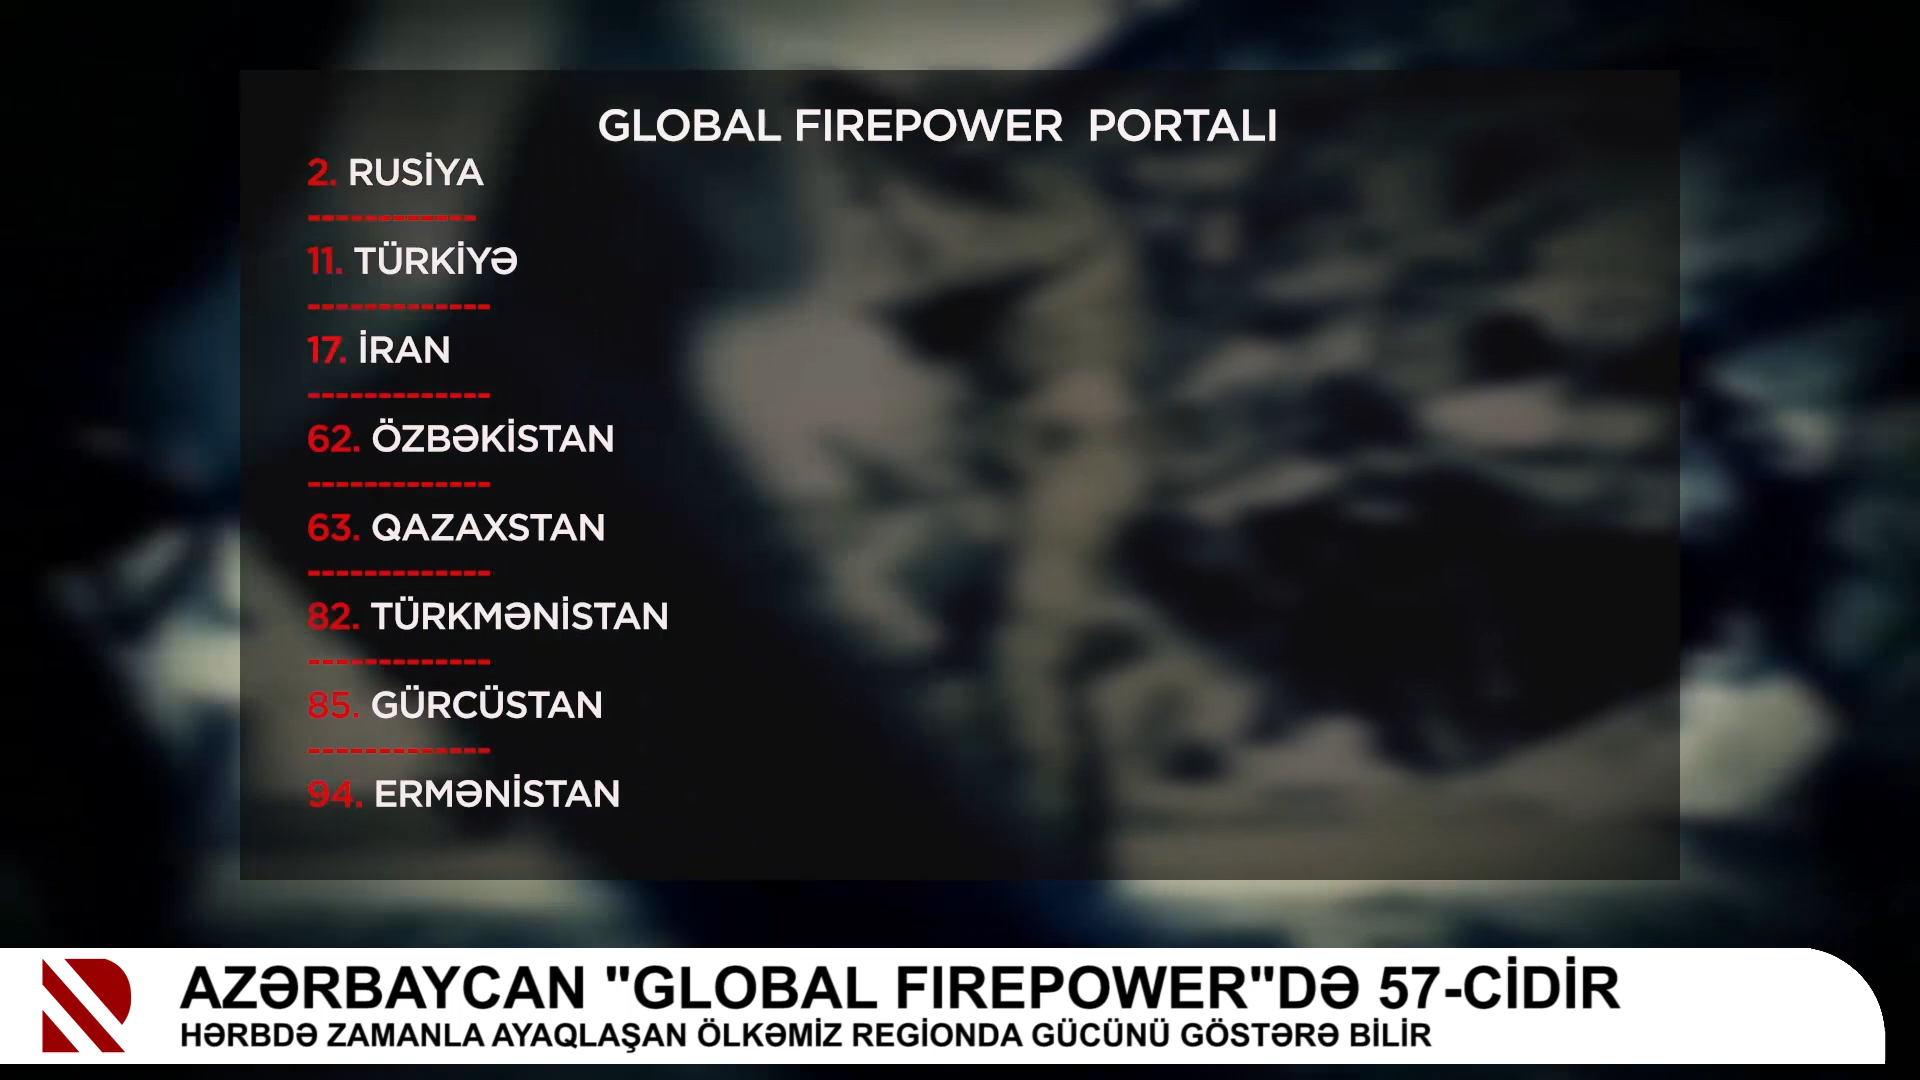 GLOBAL FIREPOWER PORTALI
2. RUSİYA
------------
11. TÜRKİYƏ
-------------
17. İRAN
-------------
62. ÖZBƏKİSTAN
-------------
63. QAZAXSTAN
-------------
82. TÜRKMƏNİSTAN
-------------
85. GÜRCÜSTAN
-------------
94. ERMƏNİSTAN
AZƏRBAYCAN "GLOBAL FIREPOWER"DƏ 57-CİDİR
HƏRBDƏ ZAMANLA AYAQLAŞAN ÖLKƏMİZ REGİONDA GÜCÜNÜ GÖSTƏRƏ BİLİR